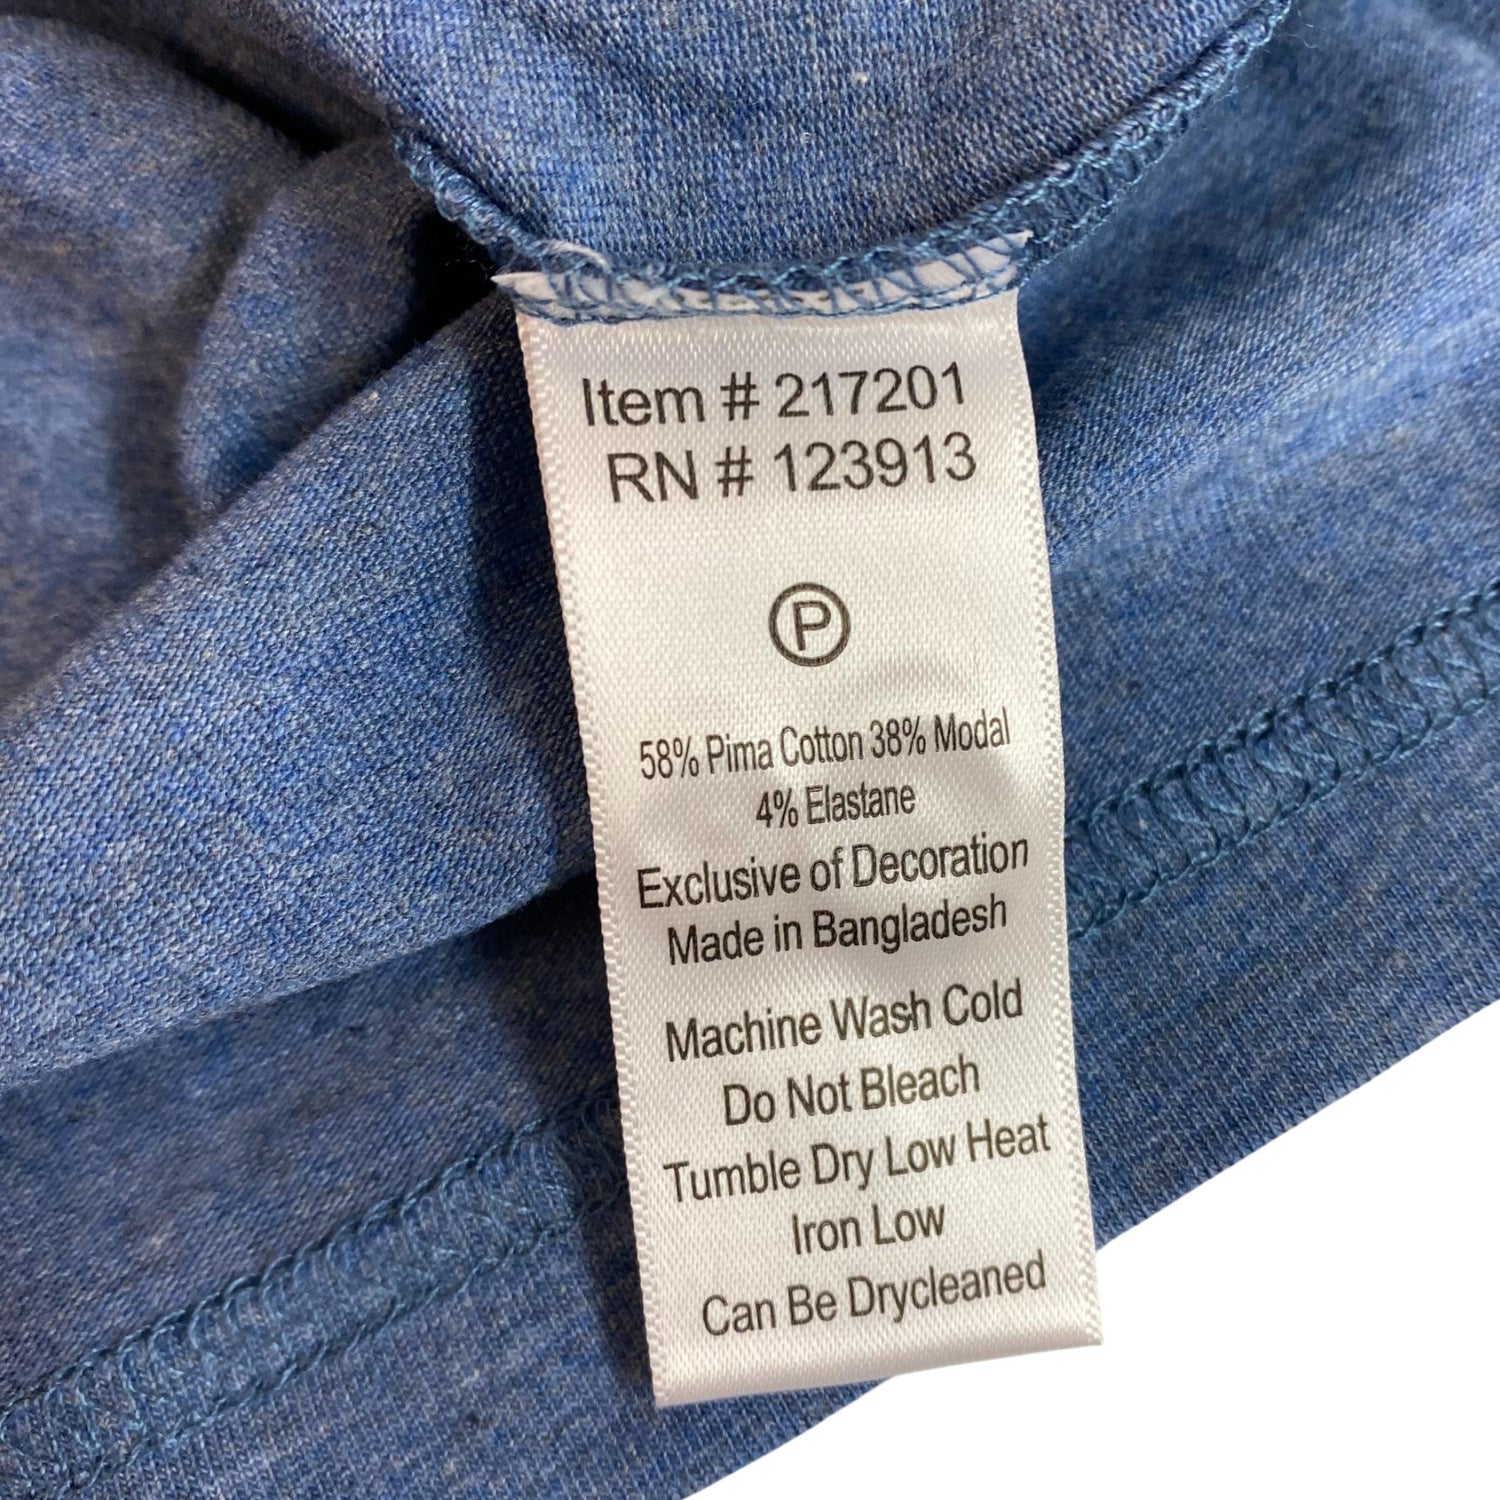 Item # 217201
RN # 123913
P
58% Pima Cotton 38% Modal
4% Elastane
Exclusive of Decoration
Made in Bangladesh
Machine Wash Cold
Do Not Bleach
Tumble Dry Low Heat
Iron Low
Can Be Drycleaned